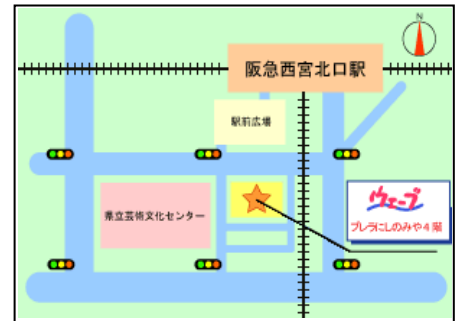 N
阪急西宮北口駅
駅前広場
県立芸術文化センター
ウェーブ
プレラにしのみや4階